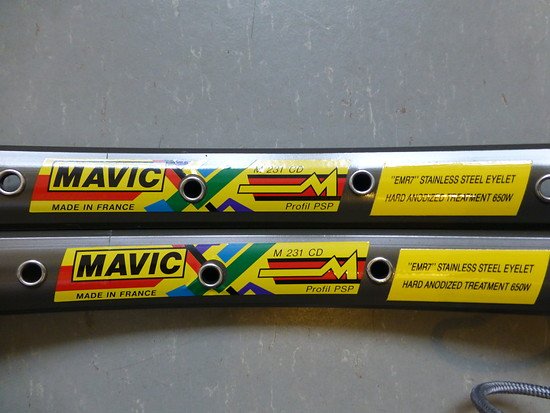 MAVIC
MADE IN FRANCE
M 231 CD
M
Profil PSP
"EMR7" STAINLESS STEEL EYELET
HARD ANODIZED TREATMENT 650W
MAVIC
MADE IN FRANCE
M 231 CD
M
Profil PSP
"EMR7" STAINLESS STEEL EYELET
HARD ANODIZED TREATMENT 650W